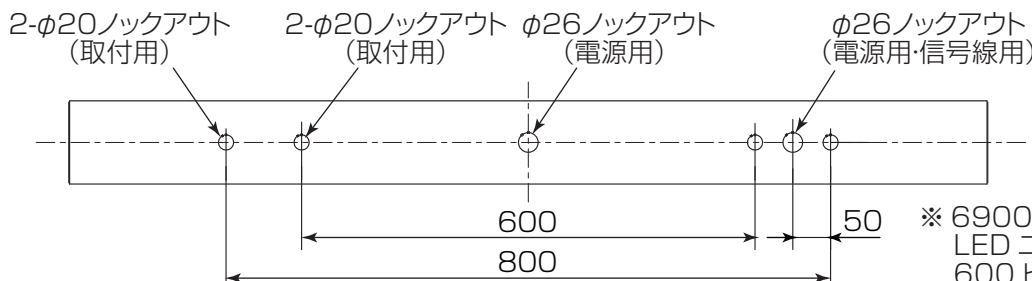 2-φ20ノックアウト
(取付用)
2-φ20ノックアウト
(取付用)
φ26ノックアウト
(電源用)
φ26ノックアウト
(電源用・信号線用)
600
50
800
※ 6900
LED
600